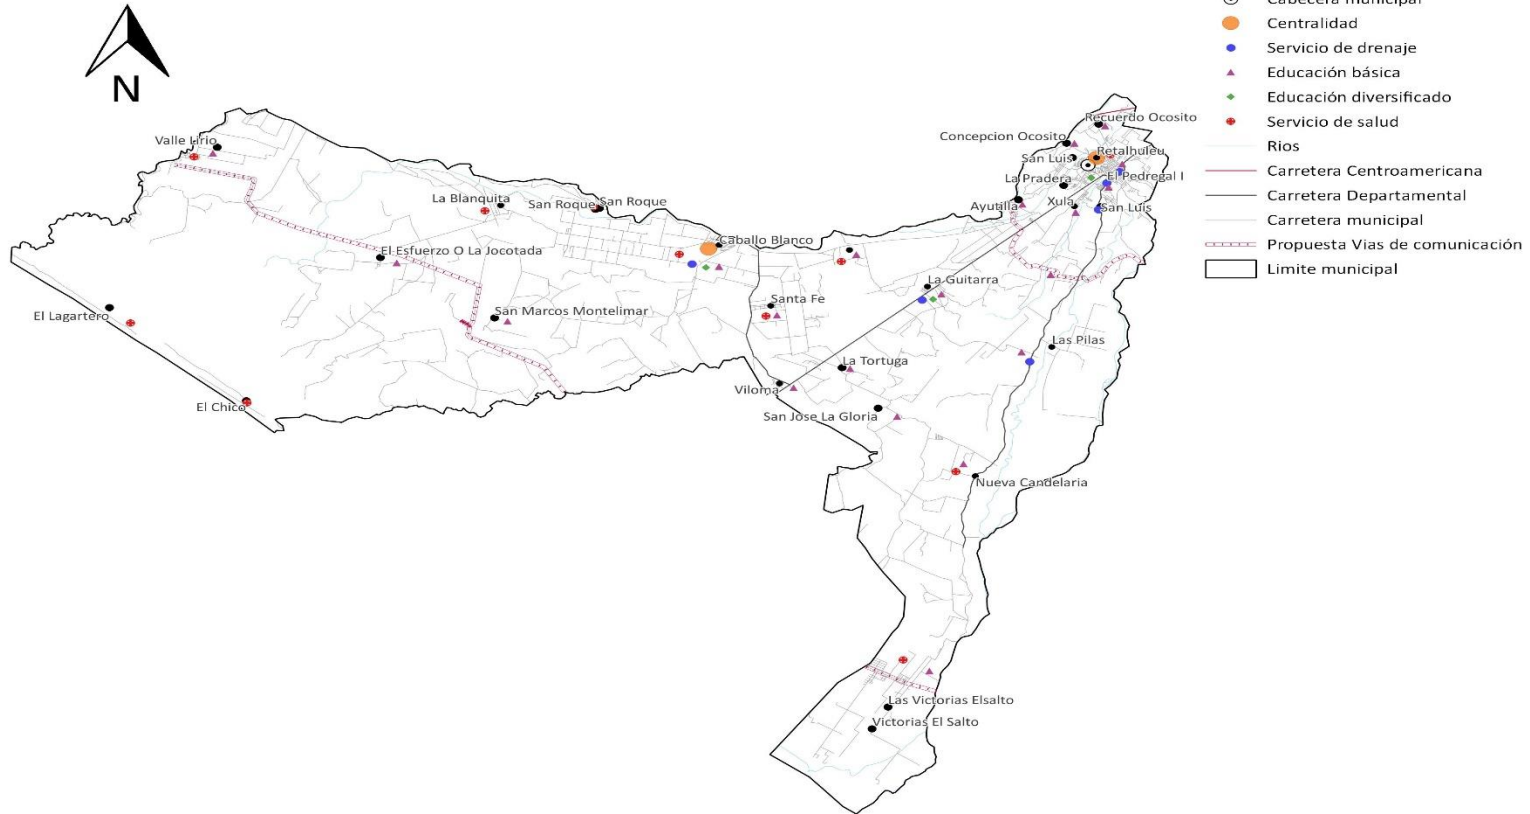 Cabecera municipal
Centralidad
Servicio de drenaje
Educación básica
Educación diversificado
Servicio de salud
Rios
Carretera Centroamericana
Carretera Departamental
Carretera municipal
Propuesta Vias de comunicación
Limite municipal
N
Recuerdo Ocosito
Concepcion Ocosito
Valle Lirio
San Luis
Retalhuleu
La Pradera
El Pedregal I
La Blanquita
San Roque
San Roque
Ayutilla
Xula
San Luis
Caballo Blanco
El Esfuerzo O La Jocotada
La Guitarra
Santa Fe
El Lagartero
San Marcos Montelimar
Las Pilas
La Tortuga
Viloma
El Chico
San Jose La Gloria
Nueva Candelaria
Las Victorias Elsalto
Victorias El Salto